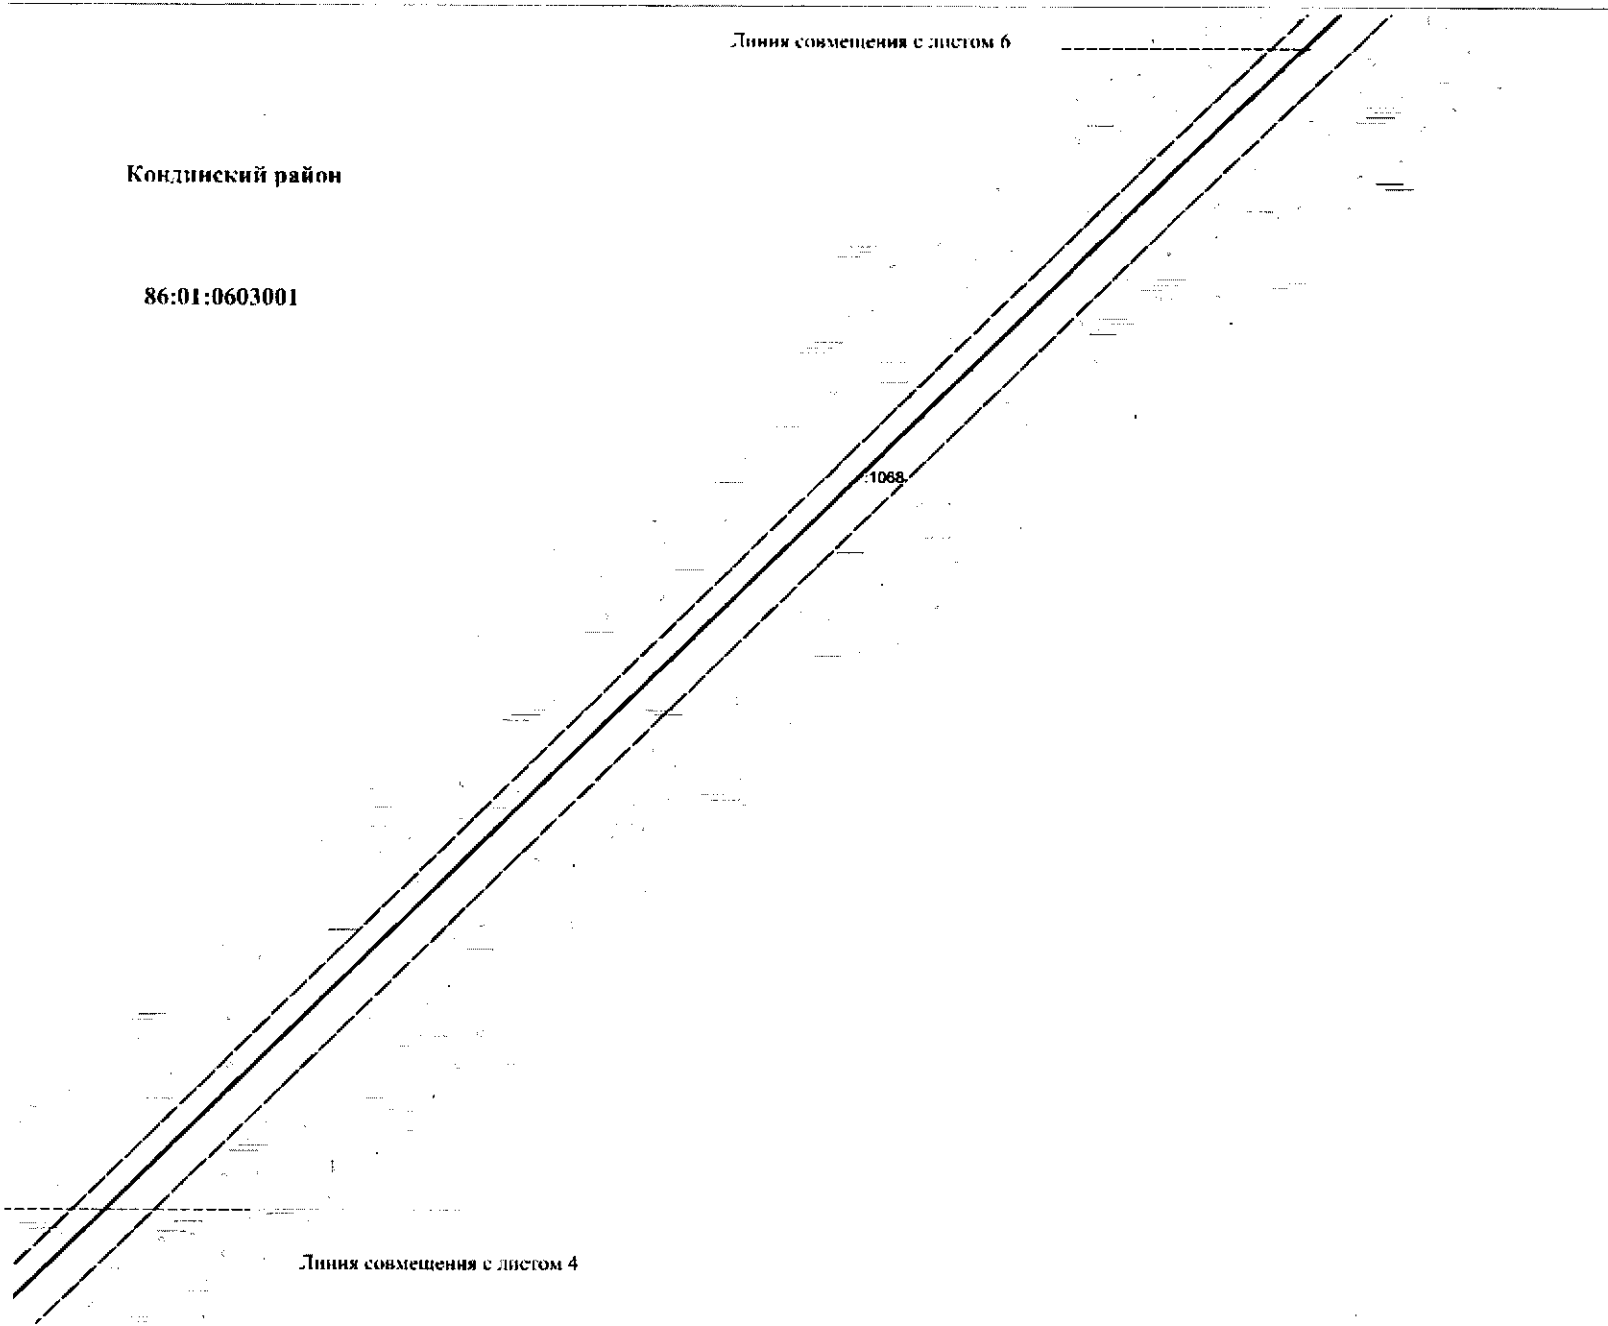 Линия совмещения с листом 6
Кондинский район
86:01:0603001
:1068
Линия совмещения с листом 4